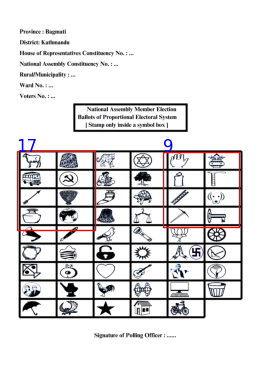 Province : Bagmati
District: Kathmandu
House of Representatives Constituency No. : ...
National Assembly Constituency No. : ...
Rural/Municipality : ...
Ward No. : ...
Voters No. : ...
National Assembly Member Election
Ballots of Proportional Electoral System
[ Stamp only inside a symbol box ]
17 9
Signature of Polling Officer : ......